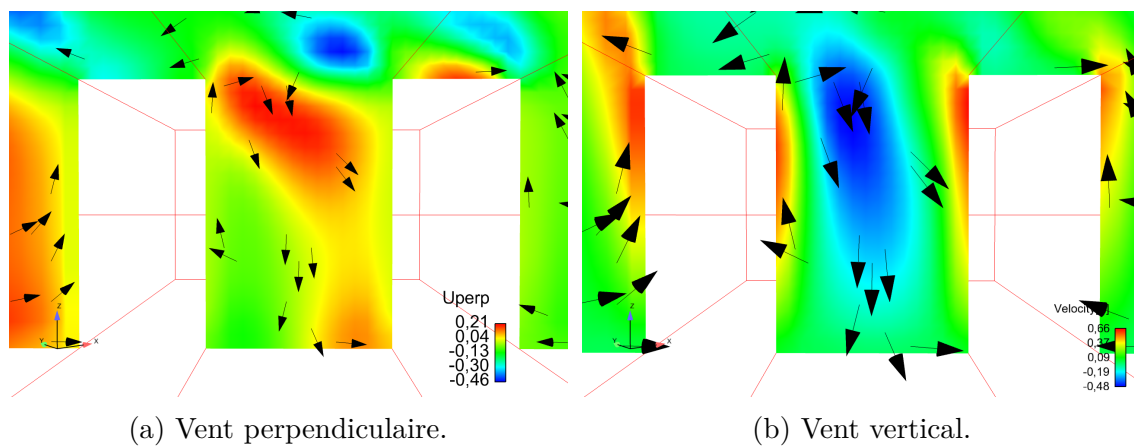 Uperp
0,21
0,04
-0,13
-0,30
-0,46
Z
Y
X
(a) Vent perpendiculaire.
0,66
0,37
0,09
-0,19
-0,48
Z
Y
X
(b) Vent vertical.